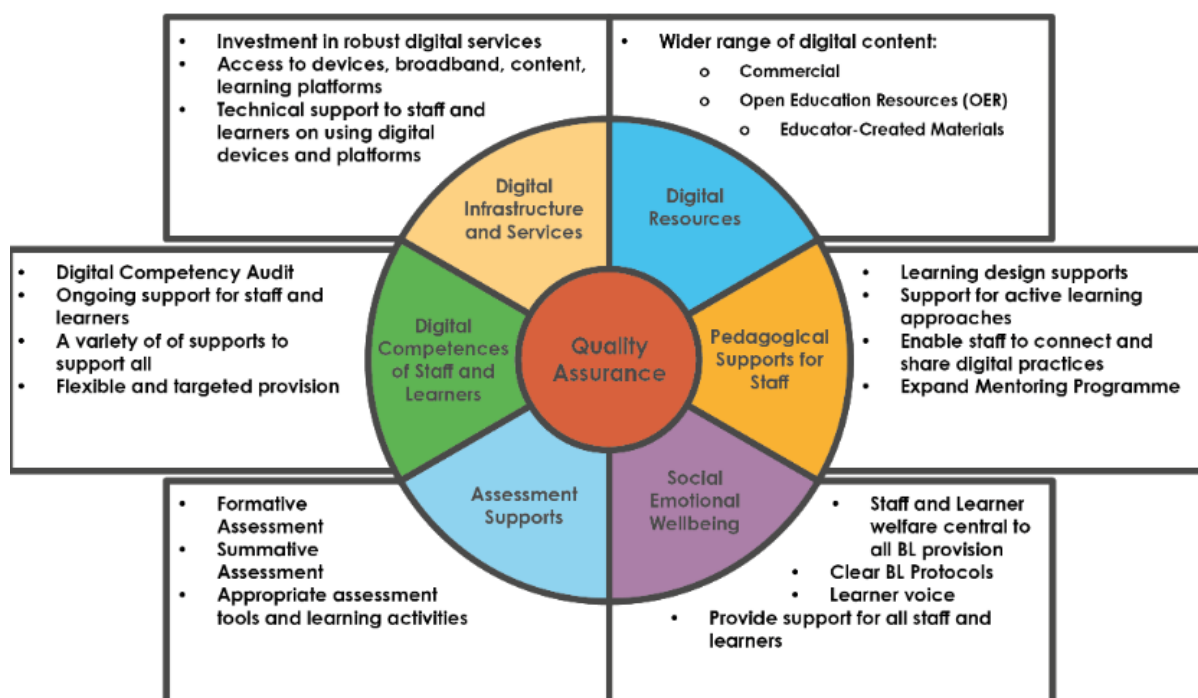 • Investment in robust digital services
• Access to devices, broadband, content,
learning platforms
• Technical support to staff and
learners on using digital
devices and platforms
• Wider range of digital content:
o Commercial
o Open Education Resources (OER)
o Educator-Created Materials
Digital
Infrastructure
and Services
Digital
Resources
• Digital Competency Audit
• Ongoing support for staff and
learners
• A variety of of supports to
support all
• Flexible and targeted provision
Digital
Competences
of Staff and
Learners
Quality
Assurance
Pedagogical
Supports for
Staff
• Learning design supports
• Support for active learning
approaches
• Enable staff to connect and
share digital practices
• Expand Mentoring Programme
Assessment
Supports
Social
Emotional
Wellbeing
• Formative
Assessment
• Summative
Assessment
• Appropriate assessment
tools and learning activities
• Staff and Learner
welfare central to
all BL provision
• Clear BL Protocols
• Learner voice
• Provide support for all staff and
learners